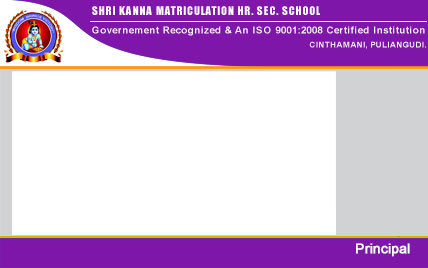 SHRI KANNA MATRICULATION HR. SEC. SCHOOL
Governement Recognized & An ISO 9001:2008 Certified Institution
CINTHAMANI, PULIANGUDI.
Principal